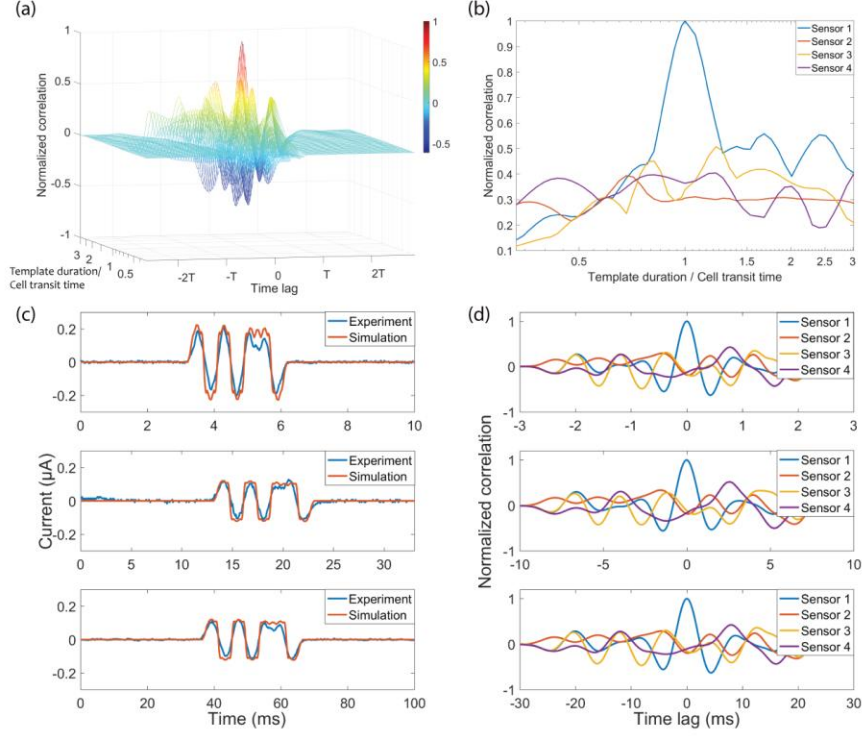 (a)
1
0.5
0
-0.5
-1
Normalized correlation
1
0.5
0
-0.5
3
2
1
0.5
Template duration/
Cell transit time
-2T
-T
0
T
2T
Time lag
(b)
1
0.9
0.8
0.7
0.6
0.5
0.4
0.3
0.2
0.1
Normalized correlation
Sensor 1
Sensor 2
Sensor 3
Sensor 4
0.5
1
1.5
2
2.5
3
Template duration / Cell transit time
(c)
0.2
0
-0.2
Experiment
Simulation
0 2 4 6 8 10
0.2
0
-0.2
Experiment
Simulation
0 5 10 15 20 25 30
0.2
0
-0.2
Experiment
Simulation
0 20 40 60 80 100
Current (µA)
Time (ms)
(d)
1
0
-1
Sensor 1
Sensor 2
Sensor 3
Sensor 4
-3 -2 -1 0 1 2 3
1
0
-1
Sensor 1
Sensor 2
Sensor 3
Sensor 4
-10 -5 0 5 10
1
0
-1
Sensor 1
Sensor 2
Sensor 3
Sensor 4
-30 -20 -10 0 10 20 30
Normalized correlation
Time lag (ms)